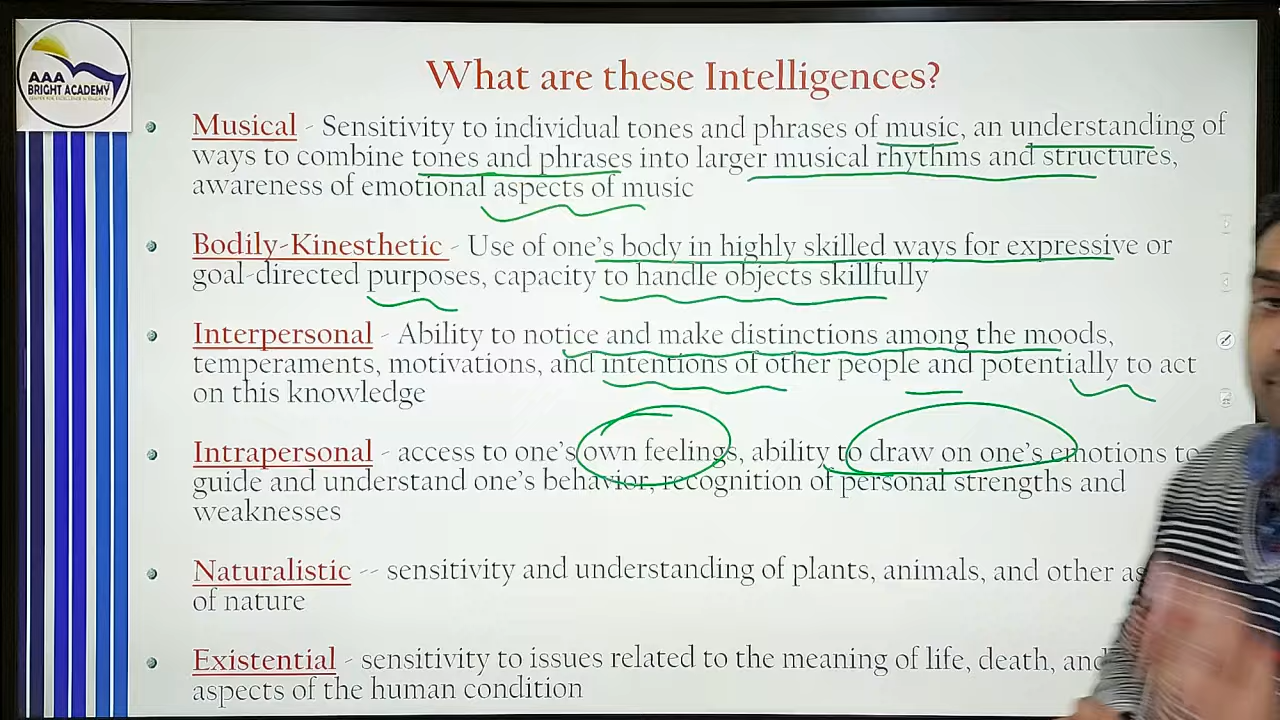 AAA
BRIGHT ACADEMY
CENTER FOR EXCELLENCE IN EDUCATION
What are these Intelligences?
Musical - Sensitivity to individual tones and phrases of music, an understanding of
ways to combine tones and phrases into larger musical rhythms and structures,
awareness of emotional aspects of music
Bodily-Kinesthetic - Use of one's body in highly skilled ways for expressive or
goal-directed purposes, capacity to handle objects skillfully
Interpersonal - Ability to notice and make distinctions among the moods,
temperaments, motivations, and intentions of other people and potentially to act
on this knowledge
Intrapersonal - access to one's own feelings, ability to draw on one's emotions to
guide and understand one's behavior, recognition of personal strengths and
weaknesses
Naturalistic -- sensitivity and understanding of plants, animals, and other
of nature
Existential - sensitivity to issues related to the meaning of life, death, and
aspects of the human condition